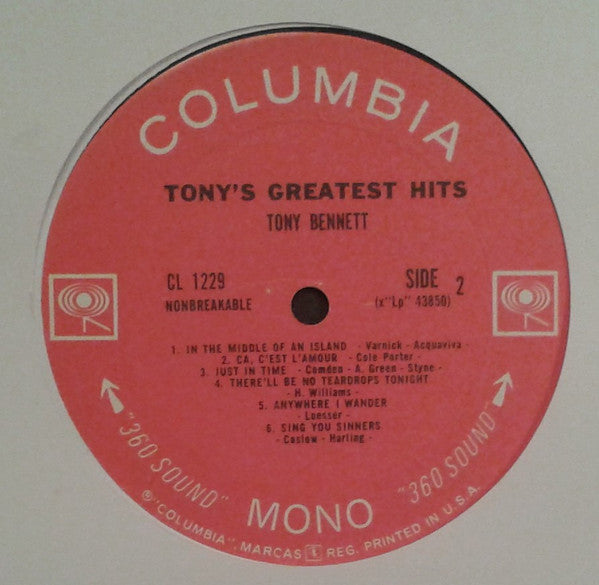 COLUMBIA
TONY'S GREATEST HITS
TONY BENNETT
CL 1229
NONBREAKABLE
SIDE 2
(x"Lp" 43850)
1. IN THE MIDDLE OF AN ISLAND - Varnick - Acquaviva -
2. CA, C'EST L'AMOUR - Cole Porter -
3. JUST IN TIME - Comden - A. Green - Styne -
4. THERE'LL BE NO TEARDROPS TONIGHT
- H. Williams -
5. ANYWHERE I WANDER
- Loesser -
6. SING YOU SINNERS
- Coslow - Harling -
"360 SOUND" MONO "360 SOUND"
® "COLUMBIA", MARCAS REG. PRINTED IN U.S.A.